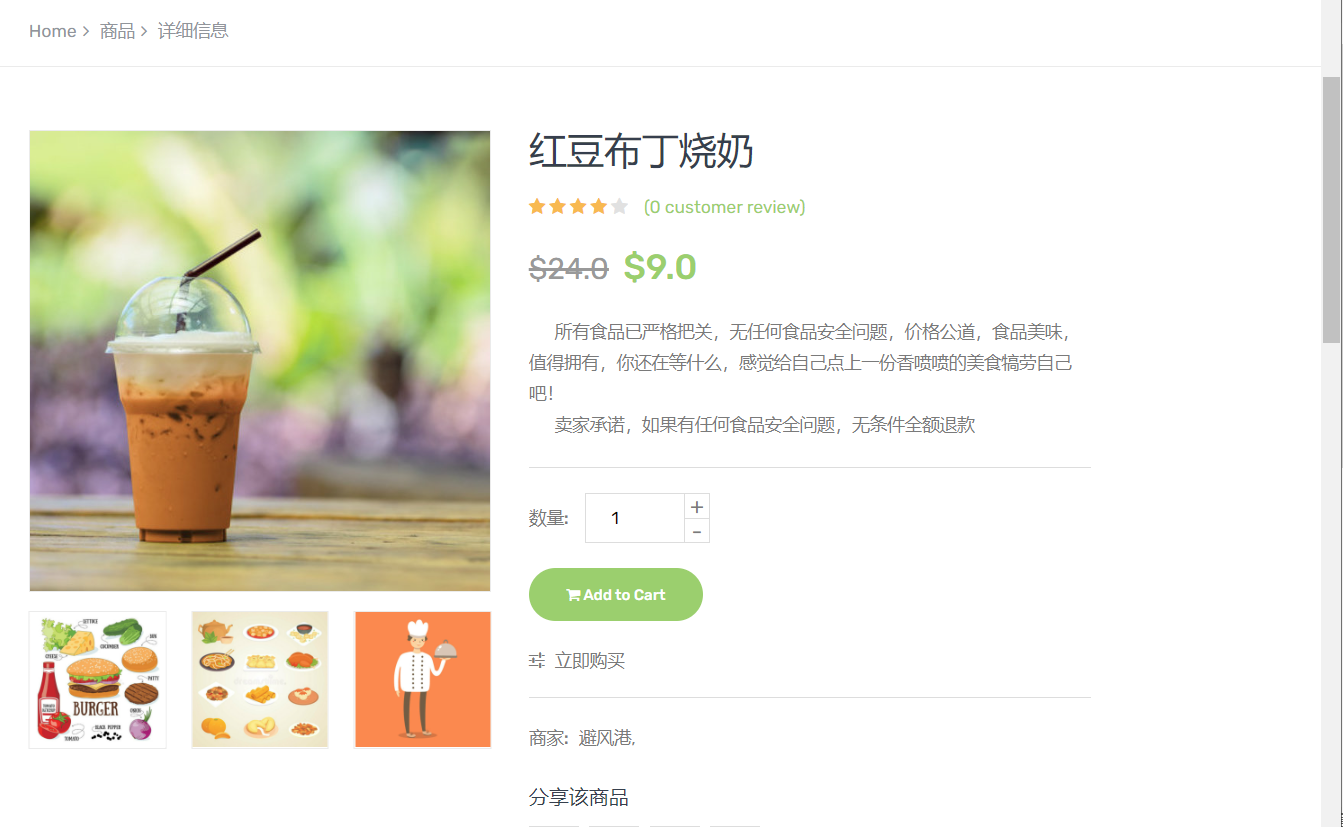 Home > 商品 > 详细信息
红豆布丁烧奶
(0 customer review)
$24.0 $9.0
所有食品已严格把关，无任何食品安全问题，价格公道，食品美味，
值得拥有，你还在等什么，感觉给自己点上一份香喷喷的美食犒劳自己
吧！
卖家承诺，如果有任何食品安全问题，无条件全额退款
数量: 1 + -
Add to Cart
立即购买
LETTUCE
BUN
CUCUMBER
CHEESE
PATTY
BURGER
ONION
TOMATO KETCHUP
BLACK PEPPER
TOMATO
商家: 避风港,
分享该商品